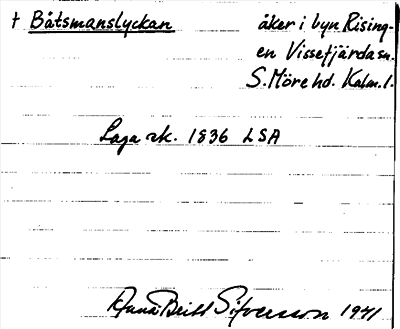 † Båtsmanslyckan åker i byn Rising-
en Vissefjärda sn.
S. Möre hd. Kalm. l.
Laga sk. 1836 LSA
Anna Britt Sifversson 1941